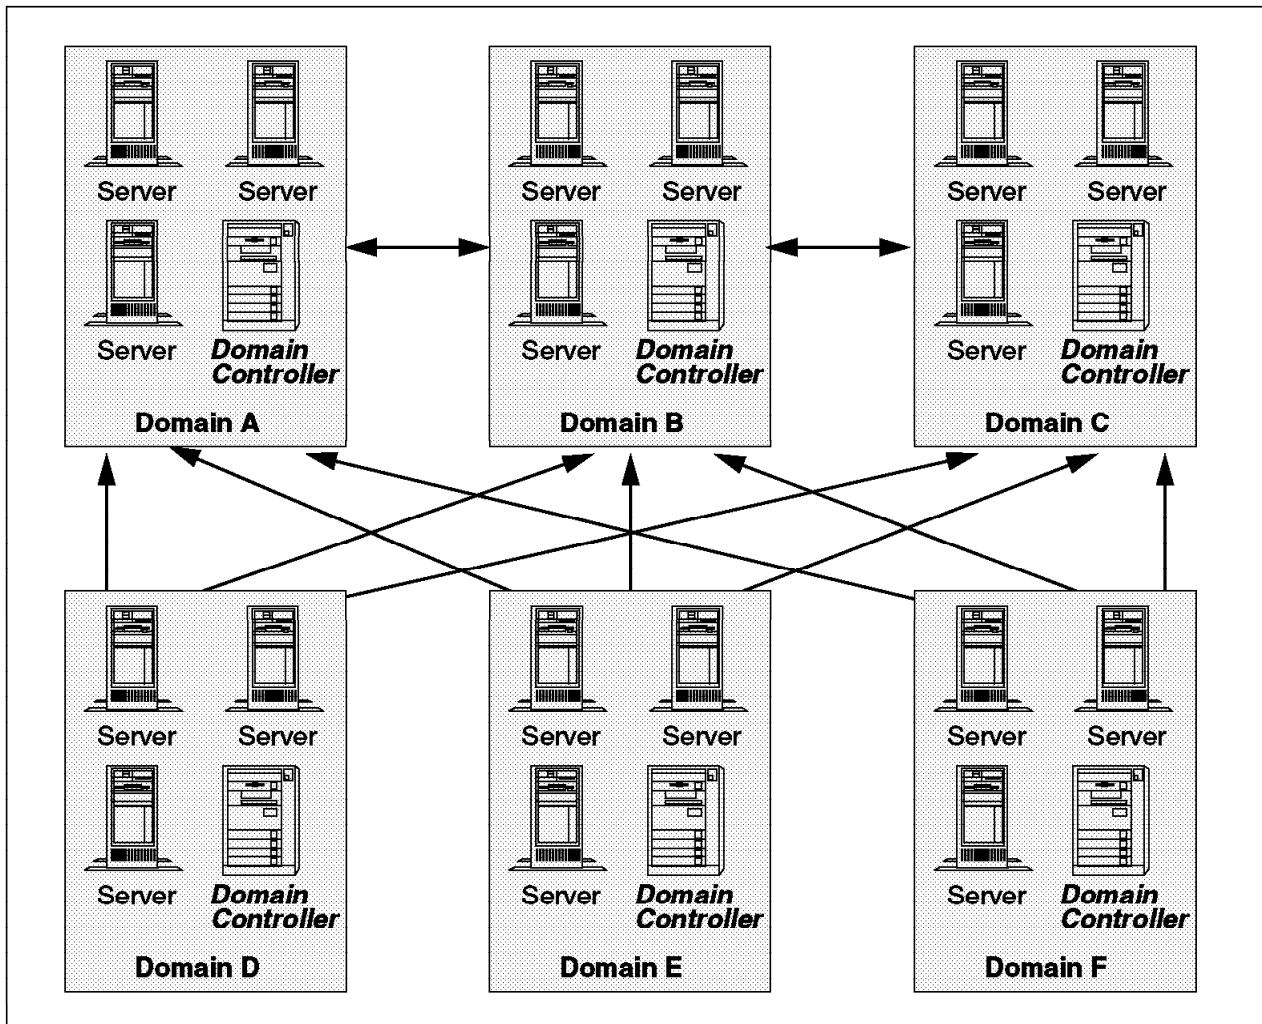 Server Server
Server Domain
Controller
Domain A
Server Server
Server Domain
Controller
Domain B
Server Server
Server Domain
Controller
Domain C
Server Server
Server Domain
Controller
Domain D
Server Server
Server Domain
Controller
Domain E
Server Server
Server Domain
Controller
Domain F